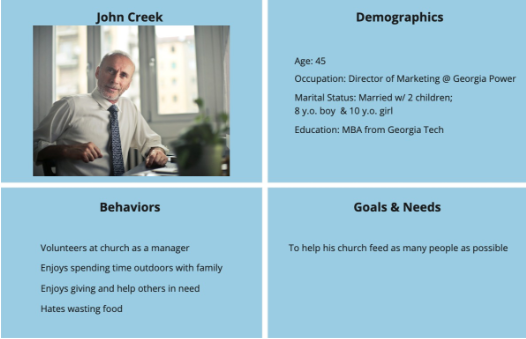 John Creek
Demographics
Age: 45
Occupation: Director of Marketing @ Georgia Power
Marital Status: Married w/ 2 children;
8 y.o. boy & 10 y.o. girl
Education: MBA from Georgia Tech
Behaviors
Volunteers at church as a manager
Enjoys spending time outdoors with family
Enjoys giving and help others in need
Hates wasting food
Goals & Needs
To help his church feed as many people as possible